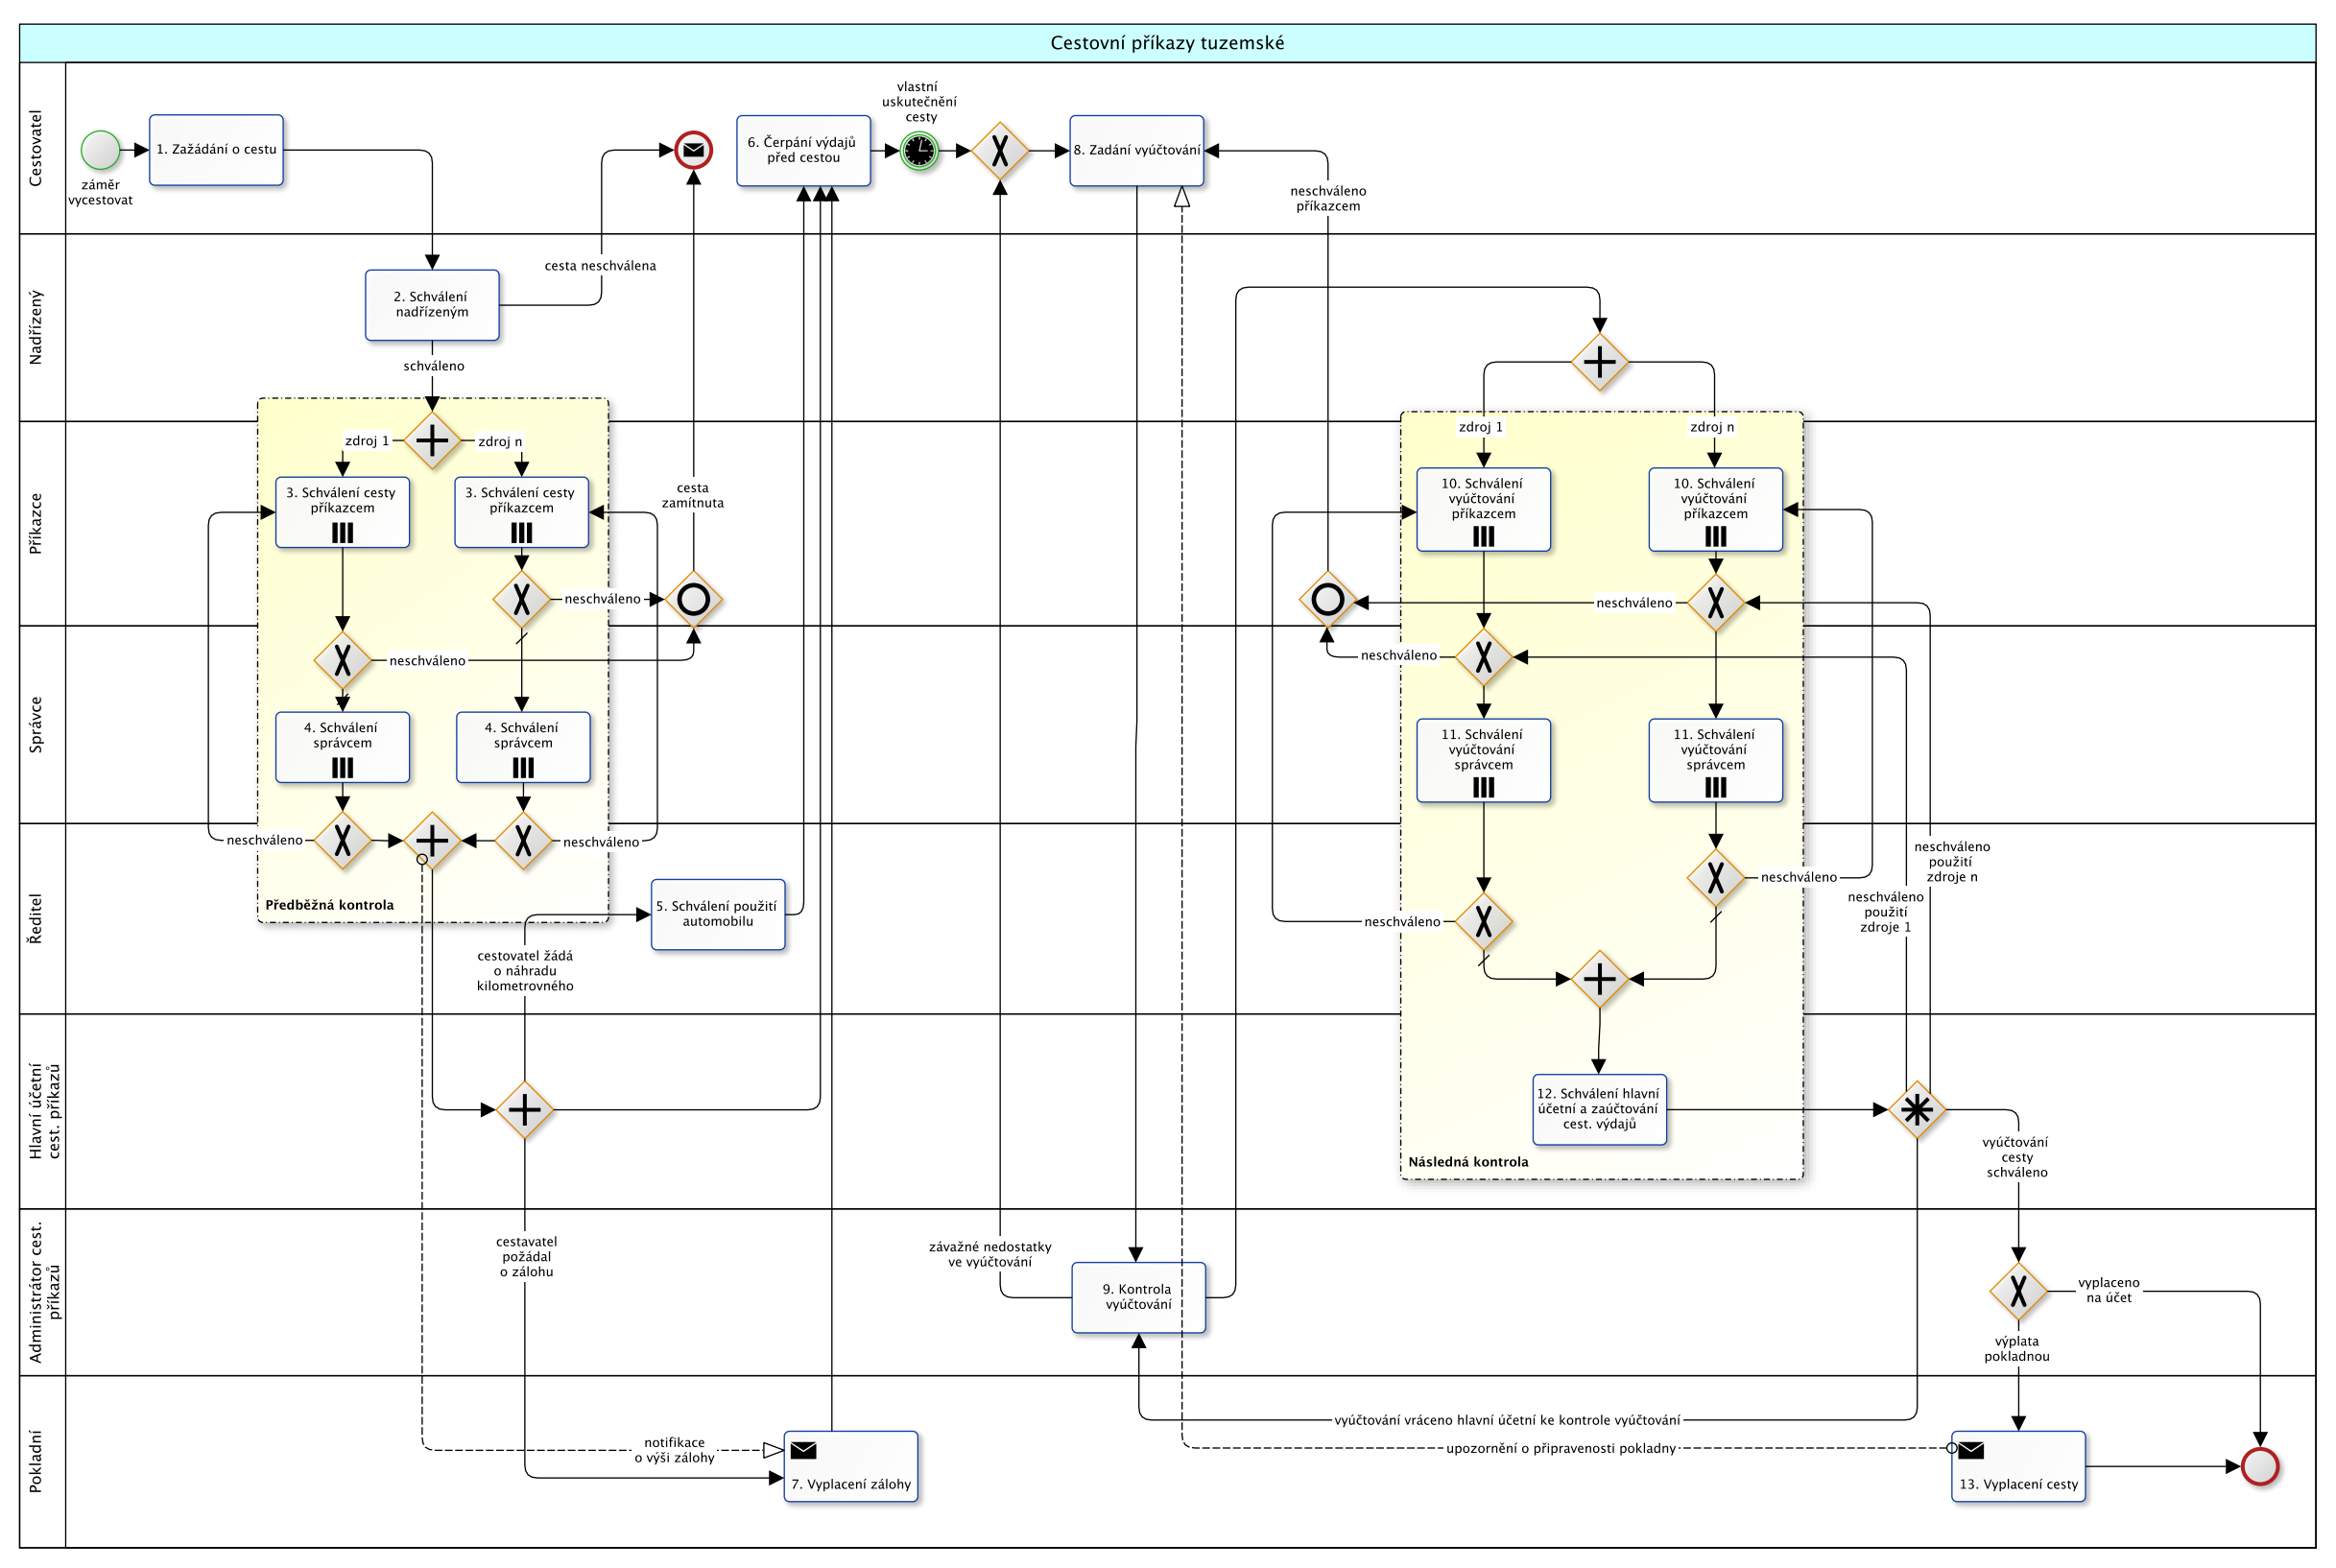 Cestovní příkazy tuzemské
Cestovatel
záměr
vycestovat
1. Zažádání o cestu
6. Čerpání výdajů
před cestou
vlastní
uskutečnění
cesty
8. Zadání vyúčtování
neschváleno
příkazcem
Nadřízený
2. Schválení
nadřízeným
cesta neschválena
schváleno
Příkazce
zdroj 1
zdroj n
3. Schválení cesty
příkazcem
3. Schválení cesty
příkazcem
cesta
zamítnuta
neschváleno
zdroj 1
zdroj n
10. Schválení
vyúčtování
příkazcem
10. Schválení
vyúčtování
příkazcem
neschváleno
Správce
neschváleno
4. Schválení
správcem
4. Schválení
správcem
neschváleno
11. Schválení
vyúčtování
správcem
11. Schválení
vyúčtování
správcem
Ředitel
neschváleno
neschváleno
Předběžná kontrola
5. Schválení použití
automobilu
cestovatel žádá
o náhradu
kilometrovného
neschváleno
neschváleno
neschváleno
použití
zdroje 1
neschváleno
použití
zdroje n
Hlavní účetní
cest. příkazů
12. Schválení hlavní
účetní a zaúčtování
cest. výdajů
Následná kontrola
vyúčtování
cesty
schváleno
Administrátor cest.
příkazů
cestavatel
požádal
o zálohu
závažné nedostatky
ve vyúčtování
9. Kontrola
vyúčtování
vyplaceno
na účet
výplata
pokladnou
Pokladní
notifikace
o výši zálohy
7. Vyplacení zálohy
vyúčtování vráceno hlavní účetní ke kontrole vyúčtování
upozornění o připravenosti pokladny
13. Vyplacení cesty